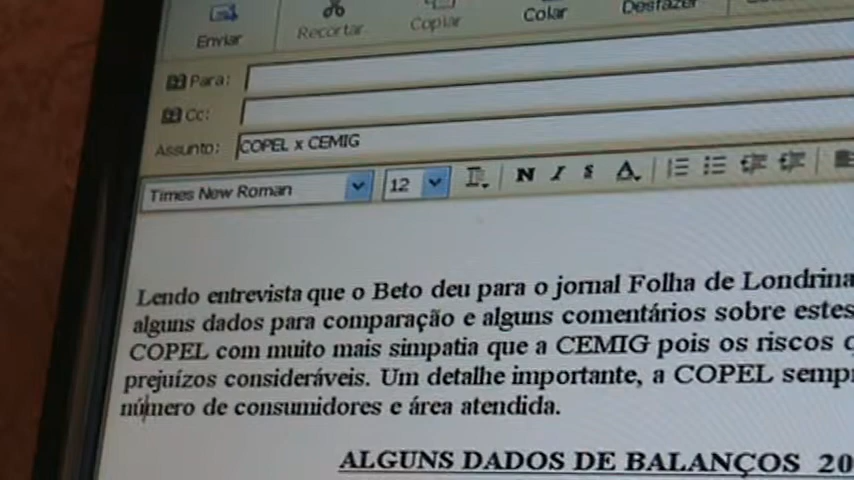 Enviar Recortar Copiar Colar Desfazer
Para:
Cc:
Assunto: COPEL x CEMIG
Times New Roman 12 N I S A
Lendo entrevista que o Beto deu para o jornal Folha de Londrina
alguns dados para comparação e alguns comentários sobre estes
COPEL com muito mais simpatia que a CEMIG pois os riscos
prejuízos consideráveis. Um detalhe importante, a COPEL sempr
número de consumidores e área atendida.
ALGUNS DADOS DE BALANÇOS 20